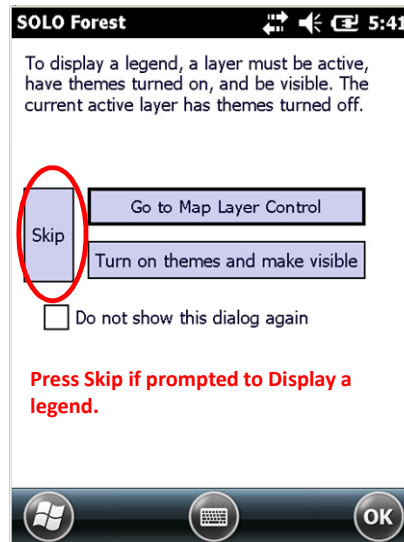 SOLO Forest 5:41
To display a legend, a layer must be active,
have themes turned on, and be visible. The
current active layer has themes turned off.
Go to Map Layer Control
Skip
Turn on themes and make visible
Do not show this dialog again
Press Skip if prompted to Display a
legend.
OK